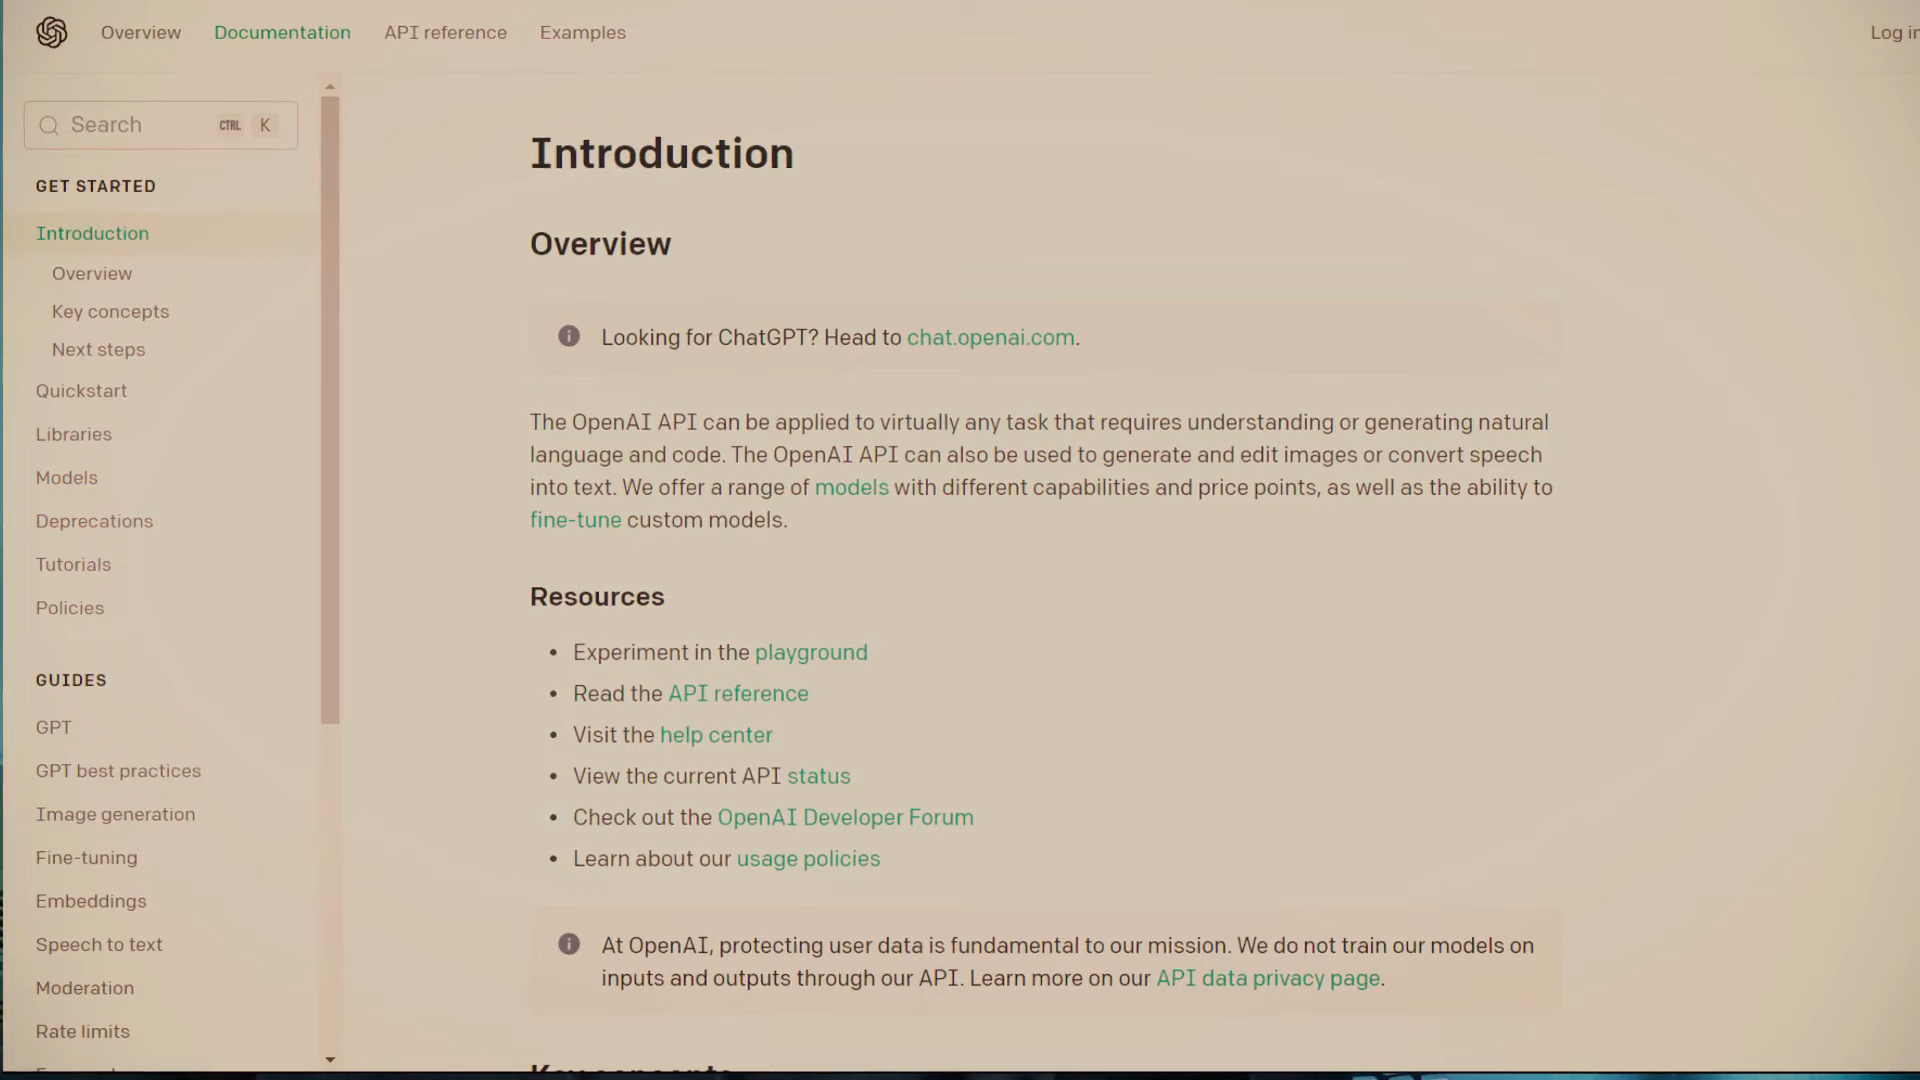 Overview
Documentation
API reference
Examples
Log in
Search
CTRL K
GET STARTED
Introduction
Overview
Key concepts
Next steps
Quickstart
Libraries
Models
Deprecations
Tutorials
Policies
GUIDES
GPT
GPT best practices
Image generation
Fine-tuning
Embeddings
Speech to text
Moderation
Rate limits
Introduction
Overview
Looking for ChatGPT? Head to chat.openai.com.
The OpenAI API can be applied to virtually any task that requires understanding or generating natural
language and code. The OpenAI API can also be used to generate and edit images or convert speech
into text. We offer a range of models with different capabilities and price points, as well as the ability to
fine-tune custom models.
Resources
• Experiment in the playground
• Read the API reference
• Visit the help center
• View the current API status
• Check out the OpenAI Developer Forum
• Learn about our usage policies
At OpenAI, protecting user data is fundamental to our mission. We do not train our models on
inputs and outputs through our API. Learn more on our API data privacy page.
Key concepts